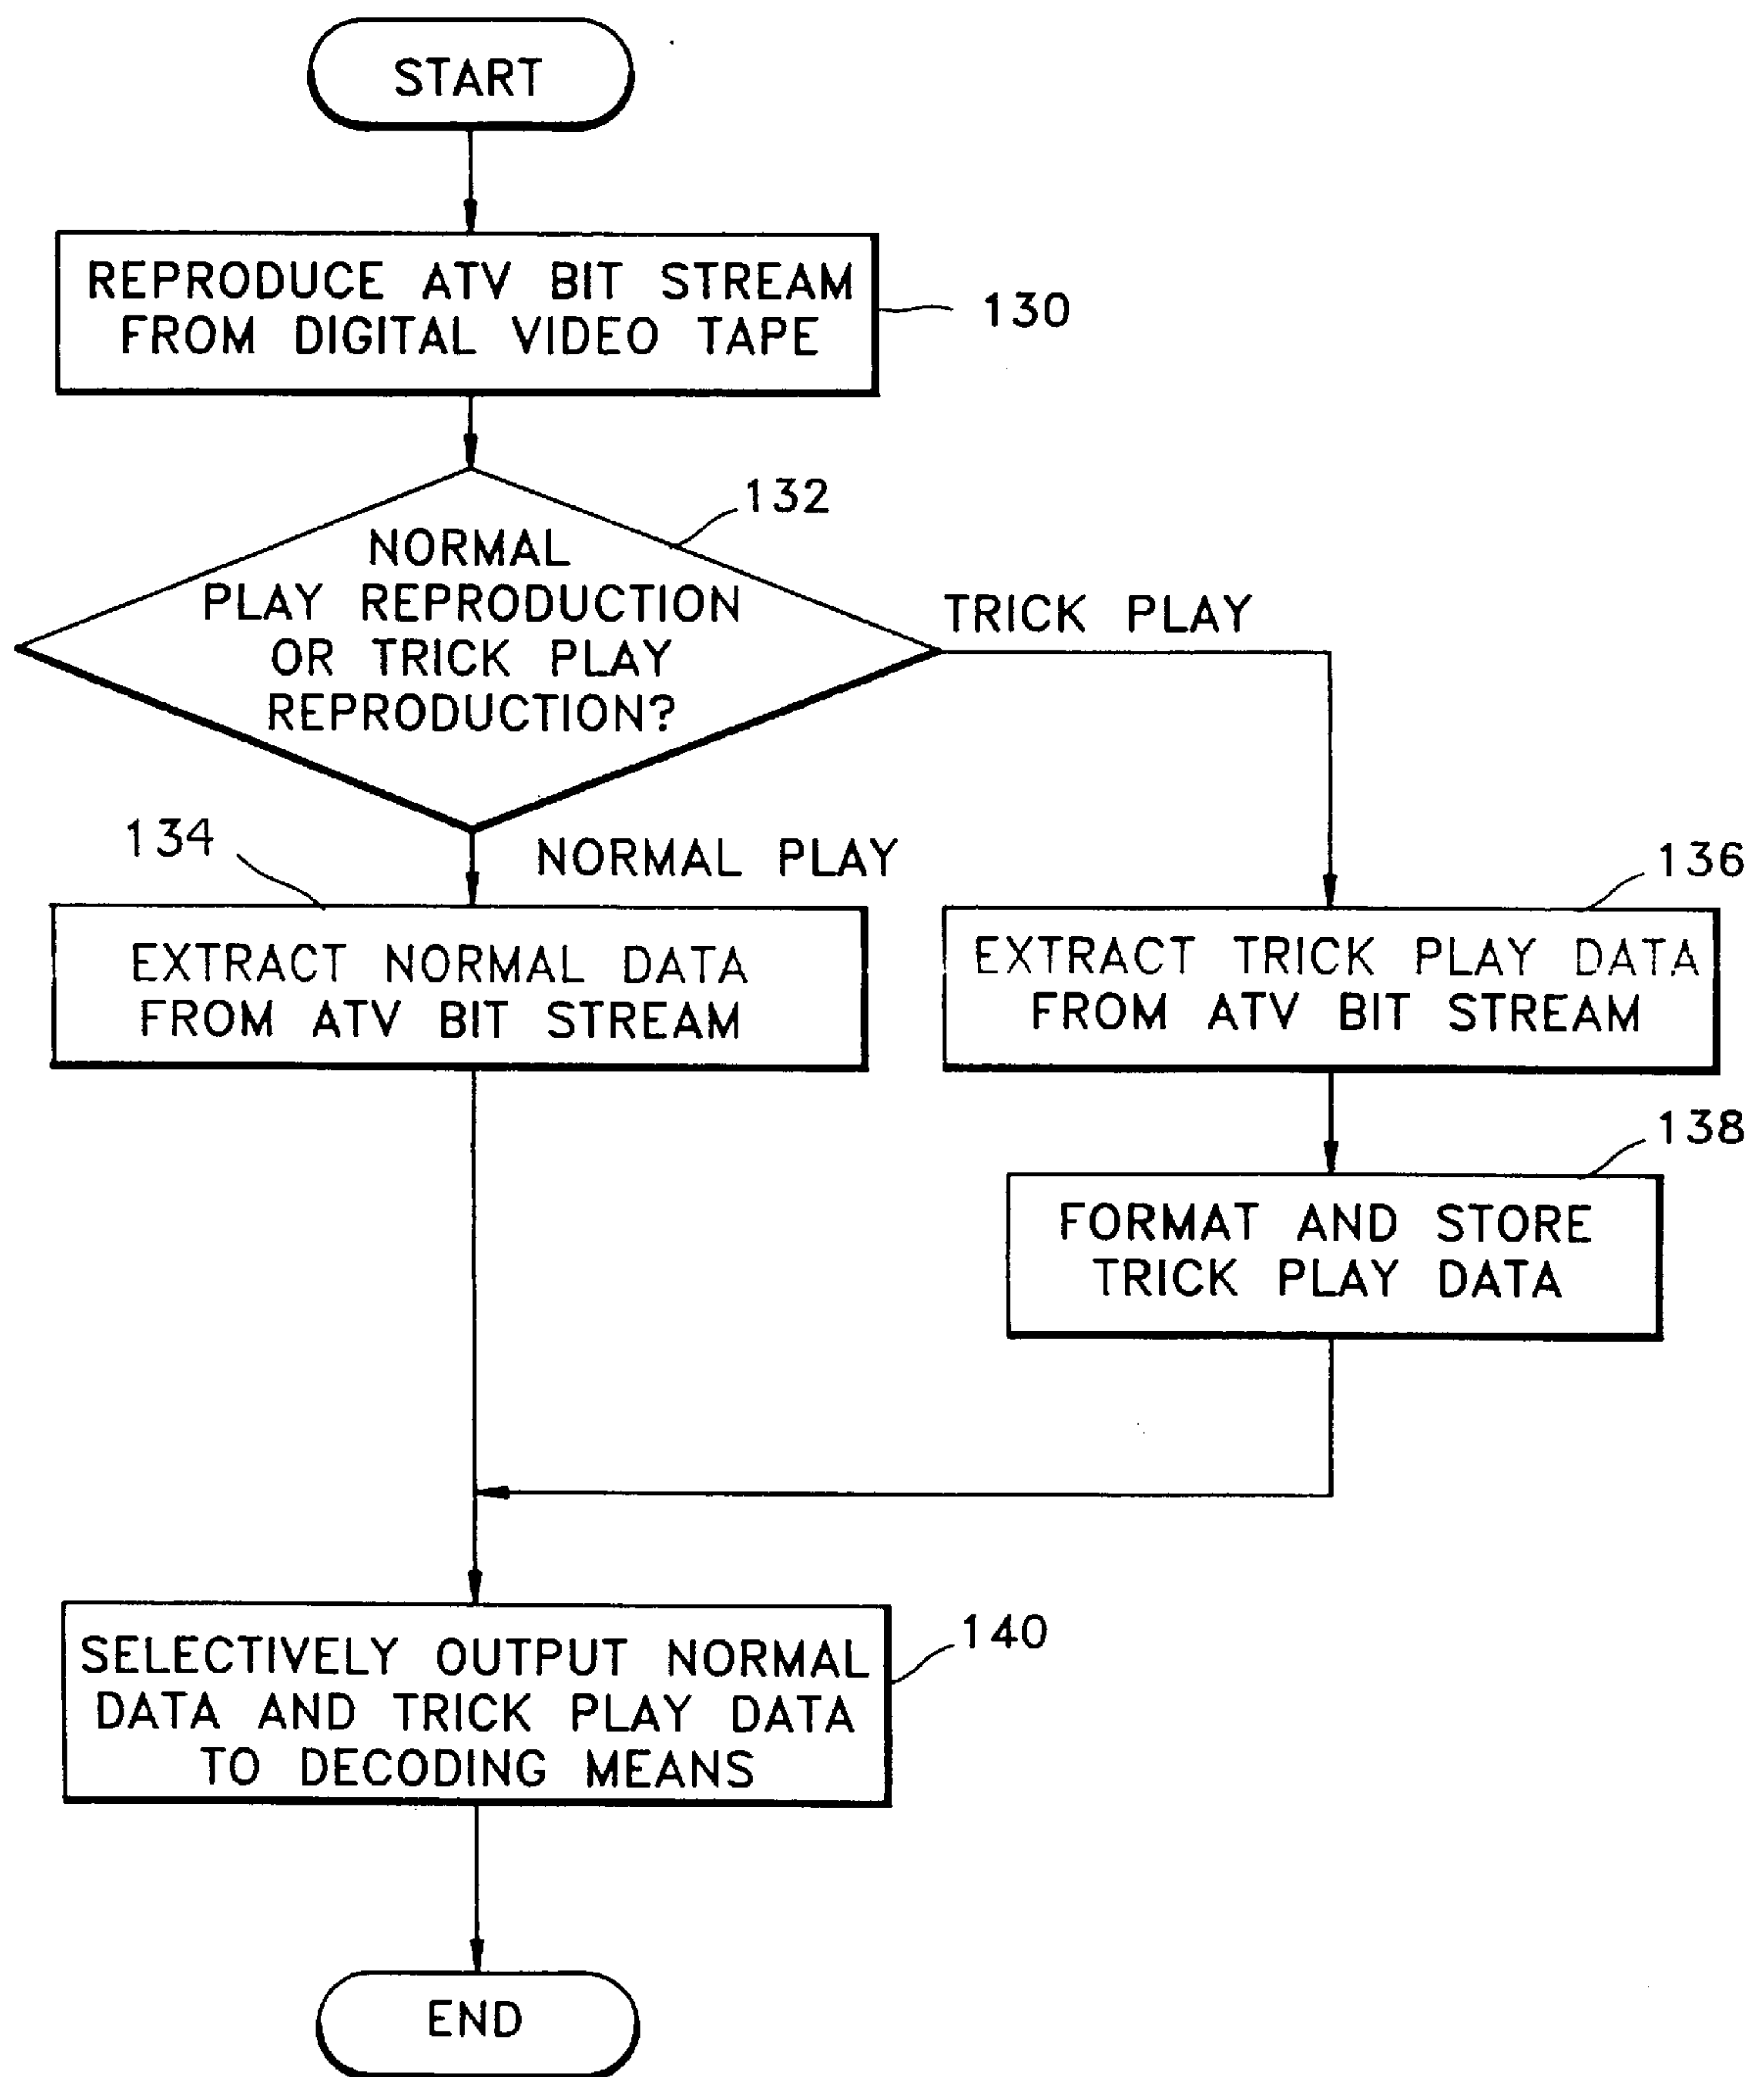 START
REPRODUCE ATV BIT STREAM
FROM DIGITAL VIDEO TAPE
130
132
NORMAL
PLAY REPRODUCTION
OR TRICK PLAY
REPRODUCTION?
TRICK PLAY
134
NORMAL PLAY
136
EXTRACT NORMAL DATA
FROM ATV BIT STREAM
EXTRACT TRICK PLAY DATA
FROM ATV BIT STREAM
138
FORMAT AND STORE
TRICK PLAY DATA
140
SELECTIVELY OUTPUT NORMAL
DATA AND TRICK PLAY DATA
TO DECODING MEANS
END